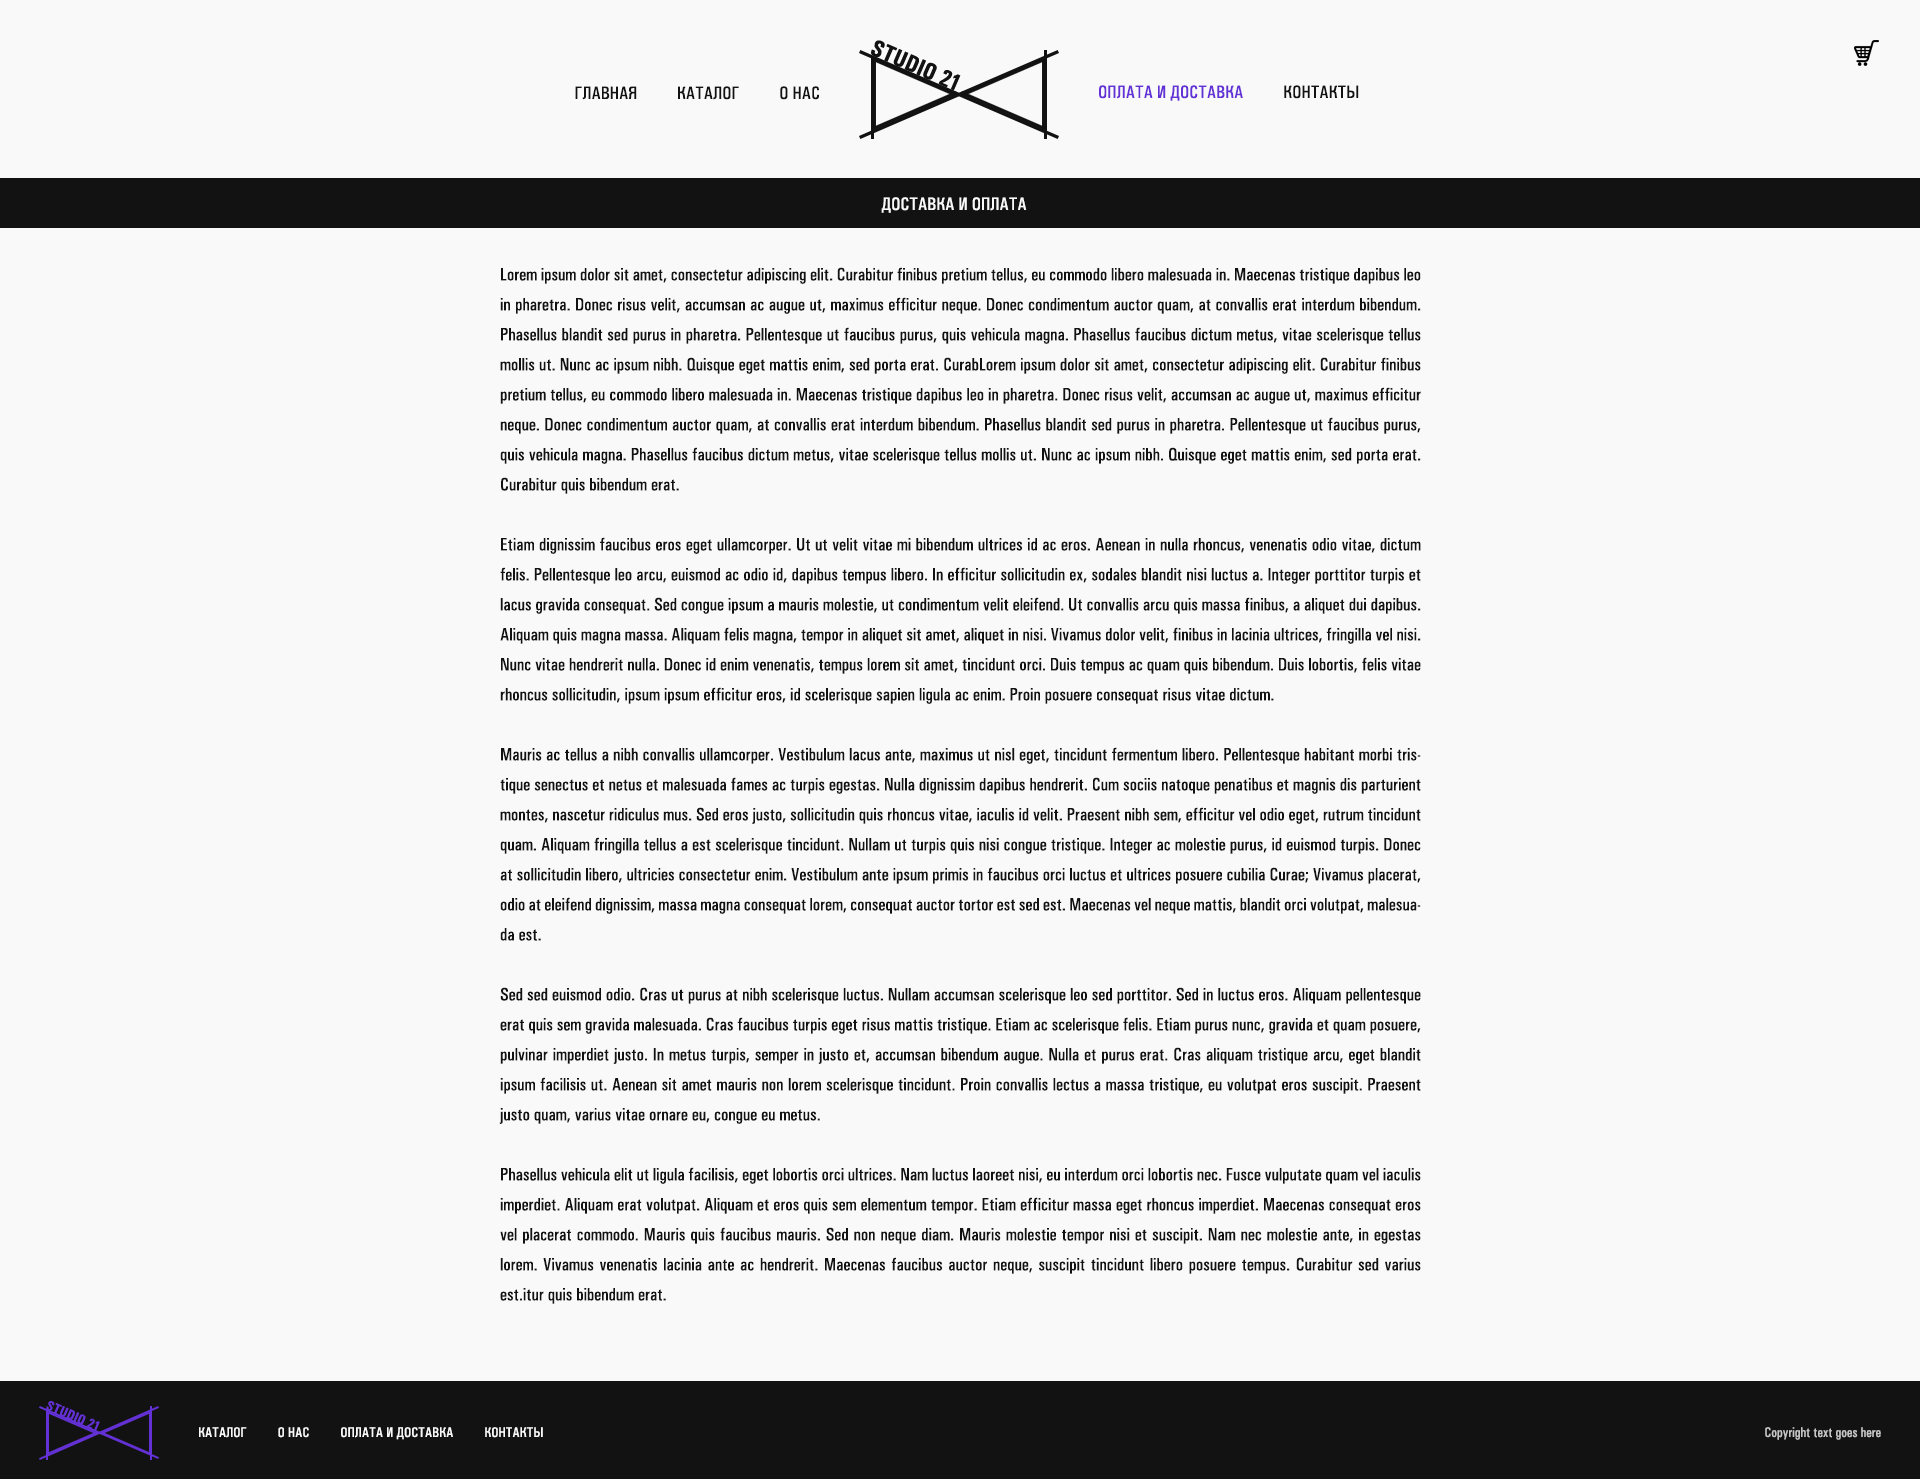 ГЛАВНАЯ КАТАЛОГ О НАС STUDIO 21 ОПЛАТА И ДОСТАВКА КОНТАКТЫ
ДОСТАВКА И ОПЛАТА
Lorem ipsum dolor sit amet, consectetur adipiscing elit. Curabitur finibus pretium tellus, eu commodo libero malesuada in. Maecenas tristique dapibus leo
in pharetra. Donec risus velit, accumsan ac augue ut, maximus efficitur neque. Donec condimentum auctor quam, at convallis erat interdum bibendum.
Phasellus blandit sed purus in pharetra. Pellentesque ut faucibus purus, quis vehicula magna. Phasellus faucibus dictum metus, vitae scelerisque tellus
mollis ut. Nunc ac ipsum nibh. Quisque eget mattis enim, sed porta erat. CurabLorem ipsum dolor sit amet, consectetur adipiscing elit. Curabitur finibus
pretium tellus, eu commodo libero malesuada in. Maecenas tristique dapibus leo in pharetra. Donec risus velit, accumsan ac augue ut, maximus efficitur
neque. Donec condimentum auctor quam, at convallis erat interdum bibendum. Phasellus blandit sed purus in pharetra. Pellentesque ut faucibus purus,
quis vehicula magna. Phasellus faucibus dictum metus, vitae scelerisque tellus mollis ut. Nunc ac ipsum nibh. Quisque eget mattis enim, sed porta erat.
Curabitur quis bibendum erat.
Etiam dignissim faucibus eros eget ullamcorper. Ut ut velit vitae mi bibendum ultrices id ac eros. Aenean in nulla rhoncus, venenatis odio vitae, dictum
felis. Pellentesque leo arcu, euismod ac odio id, dapibus tempus libero. In efficitur sollicitudin ex, sodales blandit nisi luctus a. Integer porttitor turpis et
lacus gravida consequat. Sed congue ipsum a mauris molestie, ut condimentum velit eleifend. Ut convallis arcu quis massa finibus, a aliquet dui dapibus.
Aliquam quis magna massa. Aliquam felis magna, tempor in aliquet sit amet, aliquet in nisi. Vivamus dolor velit, finibus in lacinia ultrices, fringilla vel nisi.
Nunc vitae hendrerit nulla. Donec id enim venenatis, tempus lorem sit amet, tincidunt orci. Duis tempus ac quam quis bibendum. Duis lobortis, felis vitae
rhoncus sollicitudin, ipsum ipsum efficitur eros, id scelerisque sapien ligula ac enim. Proin posuere consequat risus vitae dictum.
Mauris ac tellus a nibh convallis ullamcorper. Vestibulum lacus ante, maximus ut nisl eget, tincidunt fermentum libero. Pellentesque habitant morbi tris-
tique senectus et netus et malesuada fames ac turpis egestas. Nulla dignissim dapibus hendrerit. Cum sociis natoque penatibus et magnis dis parturient
montes, nascetur ridiculus mus. Sed eros justo, sollicitudin quis rhoncus vitae, iaculis id velit. Praesent nibh sem, efficitur vel odio eget, rutrum tincidunt
quam. Aliquam fringilla tellus a est scelerisque tincidunt. Nullam ut turpis quis nisi congue tristique. Integer ac molestie purus, id euismod turpis. Donec
at sollicitudin libero, ultricies consectetur enim. Vestibulum ante ipsum primis in faucibus orci luctus et ultrices posuere cubilia Curae; Vivamus placerat,
odio at eleifend dignissim, massa magna consequat lorem, consequat auctor tortor est sed est. Maecenas vel neque mattis, blandit orci volutpat, malesua-
da est.
Sed sed euismod odio. Cras ut purus at nibh scelerisque luctus. Nullam accumsan scelerisque leo sed porttitor. Sed in luctus eros. Aliquam pellentesque
erat quis sem gravida malesuada. Cras faucibus turpis eget risus mattis tristique. Etiam ac scelerisque felis. Etiam purus nunc, gravida et quam posuere,
pulvinar imperdiet justo. In metus turpis, semper in justo et, accumsan bibendum augue. Nulla et purus erat. Cras aliquam tristique arcu, eget blandit
ipsum facilisis ut. Aenean sit amet mauris non lorem scelerisque tincidunt. Proin convallis lectus a massa tristique, eu volutpat eros suscipit. Praesent
justo quam, varius vitae ornare eu, congue eu metus.
Phasellus vehicula elit ut ligula facilisis, eget lobortis orci ultrices. Nam luctus laoreet nisi, eu interdum orci lobortis nec. Fusce vulputate quam vel iaculis
imperdiet. Aliquam erat volutpat. Aliquam et eros quis sem elementum tempor. Etiam efficitur massa eget rhoncus imperdiet. Maecenas consequat eros
vel placerat commodo. Mauris quis faucibus mauris. Sed non neque diam. Mauris molestie tempor nisi et suscipit. Nam nec molestie ante, in egestas
lorem. Vivamus venenatis lacinia ante ac hendrerit. Maecenas faucibus auctor neque, suscipit tincidunt libero posuere tempus. Curabitur sed varius
est.itur quis bibendum erat.
STUDIO 21 КАТАЛОГ О НАС ОПЛАТА И ДОСТАВКА КОНТАКТЫ Copyright text goes here